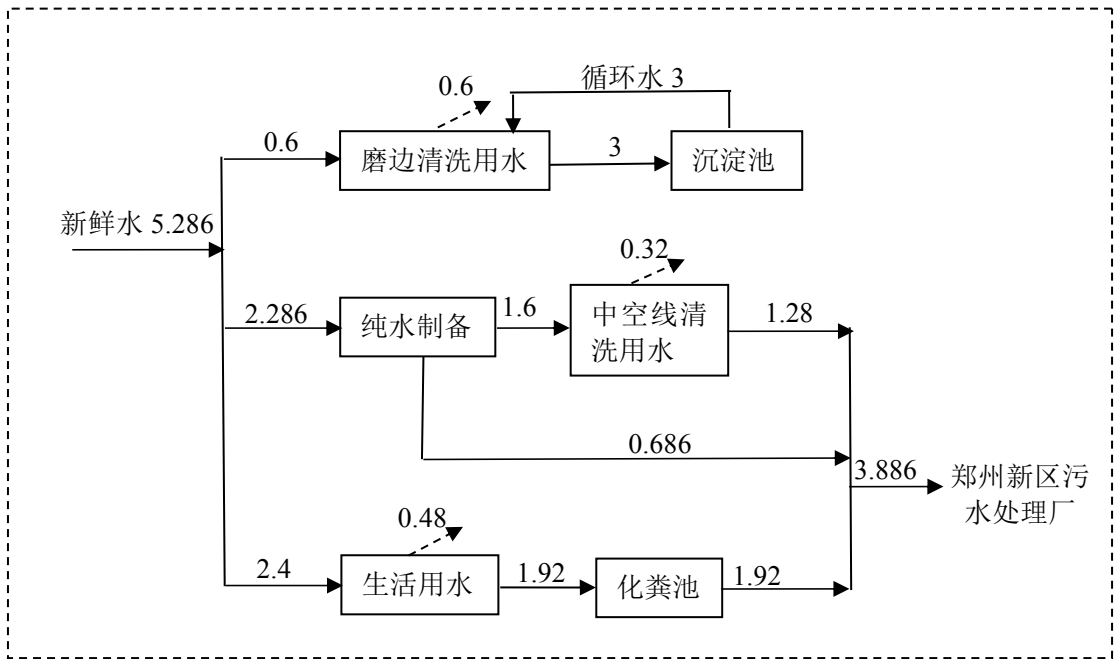 循环水 3
0.6
0.6
磨边清洗用水
3
沉淀池
新鲜水 5.286
0.32
2.286
纯水制备
1.6
中空线清
洗用水
1.28
0.686
3.886
郑州新区污
水处理厂
0.48
2.4
生活用水
1.92
化粪池
1.92